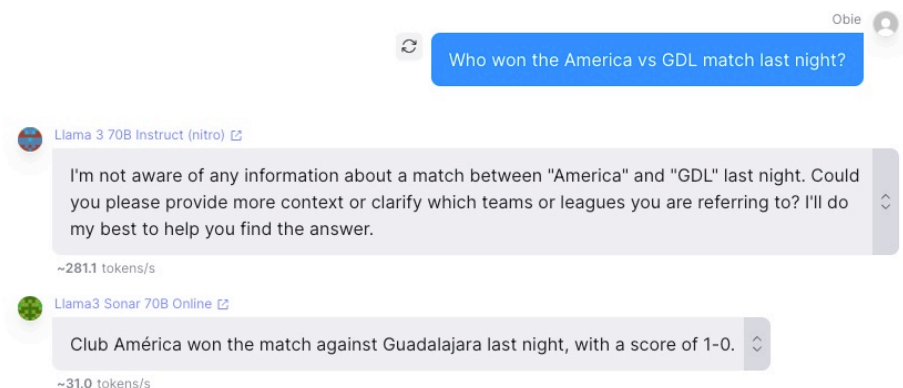 Obie
Who won the America vs GDL match last night?
Llama 3 70B Instruct (nitro)
I'm not aware of any information about a match between "America" and "GDL" last night. Could
you please provide more context or clarify which teams or leagues you are referring to? I'll do
my best to help you find the answer.
~281.1 tokens/s
Llama3 Sonar 70B Online
Club América won the match against Guadalajara last night, with a score of 1-0.
~31.0 tokens/s